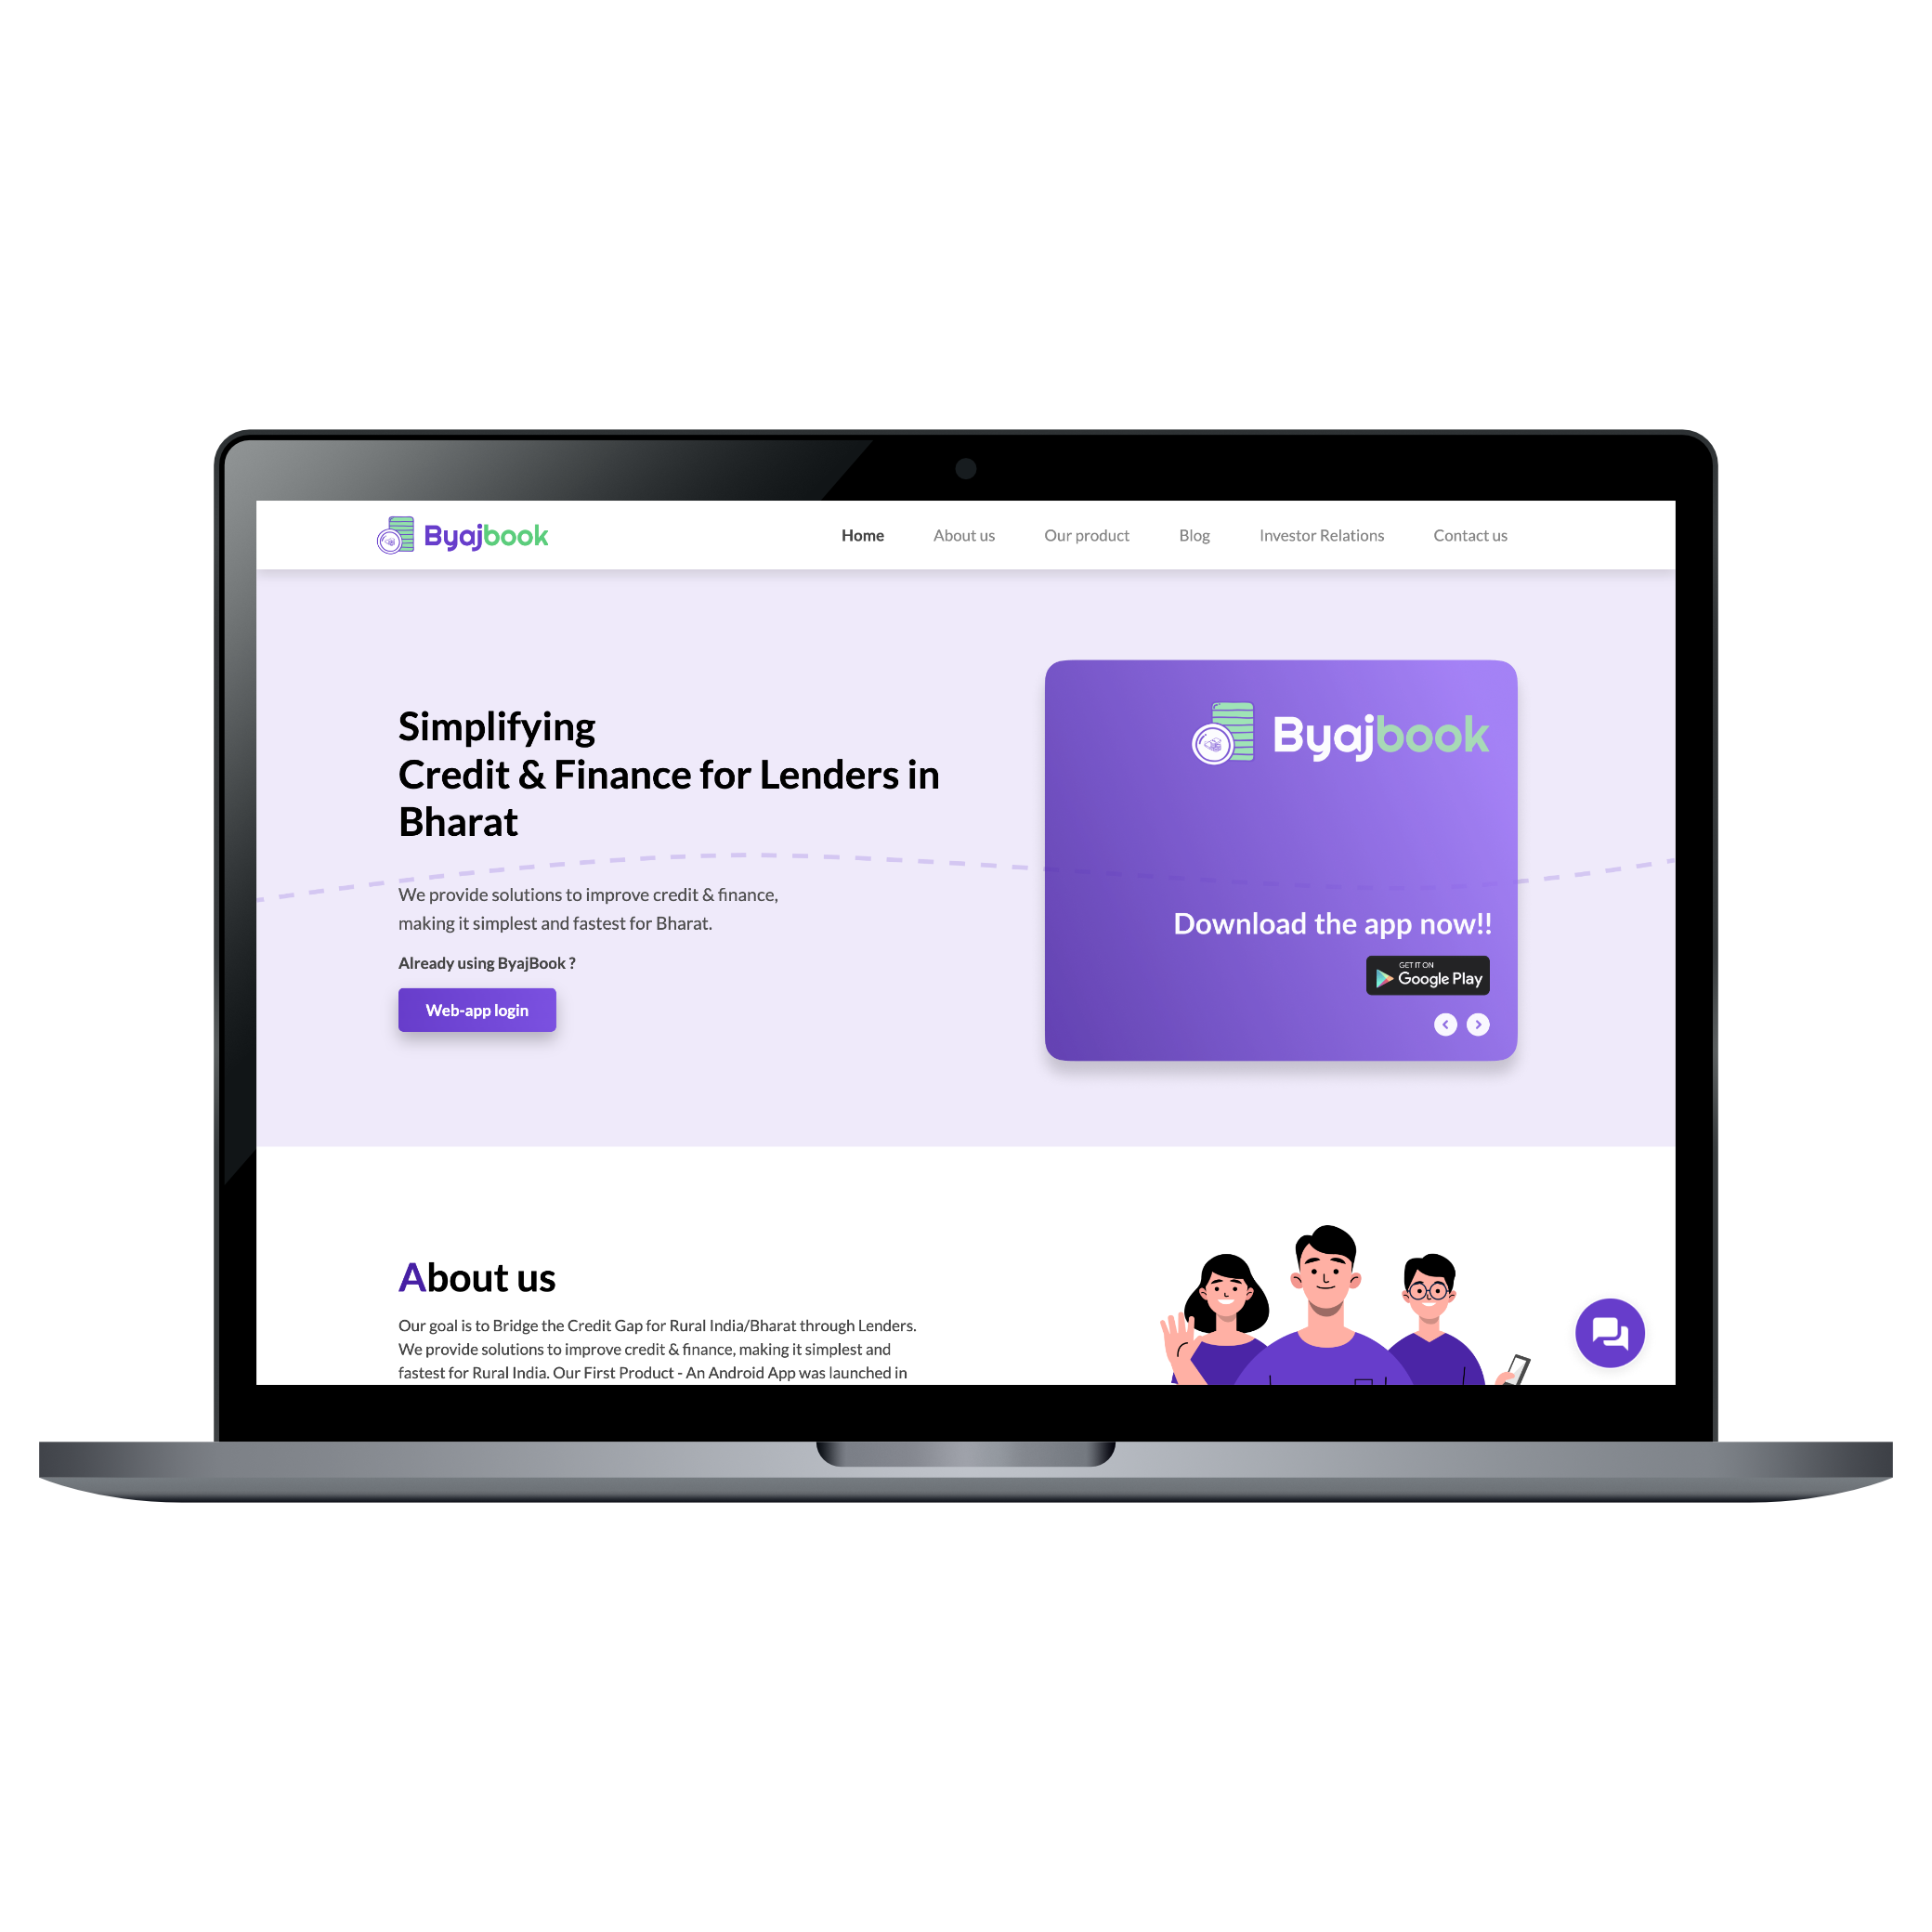 Byajbook
Home
About us
Our product
Blog
Investor Relations
Contact us
Simplifying
Credit & Finance for Lenders in
Bharat
We provide solutions to improve credit & finance,
making it simplest and fastest for Bharat.
Already using ByajBook ?
Web-app login
Byajbook
Download the app now!!
GET IT ON
Google Play
About us
Our goal is to Bridge the Credit Gap for Rural India/Bharat through Lenders.
We provide solutions to improve credit & finance, making it simplest and
fastest for Rural India. Our First Product - An Android App was launched in